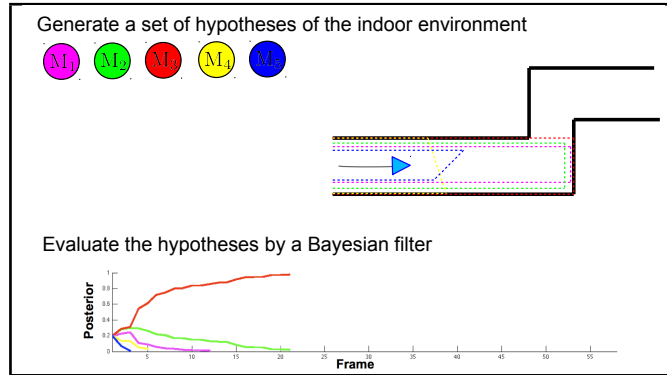 Generate a set of hypotheses of the indoor environment
M1 M2 M3 M4 M5
Evaluate the hypotheses by a Bayesian filter
Posterior
1
0.8
0.6
0.4
0.2
0
5 10 15 20 25 30 35 40 45 50 55
Frame